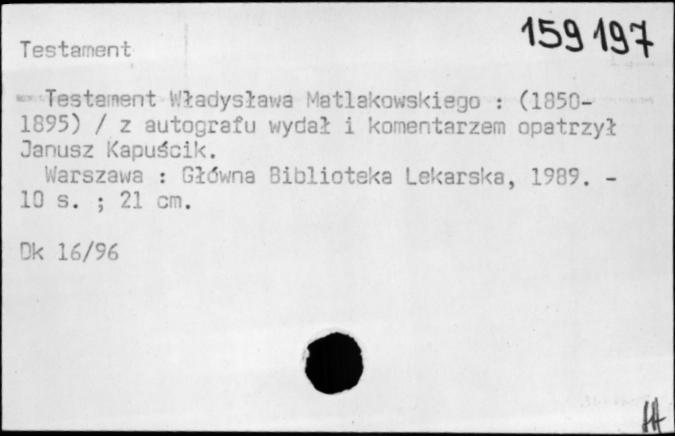 159 197
Testament
Testament Władysława Matlakowskiego : (1850-
1895) / z autografu wydał i komentarzem opatrzył
Janusz Kapuścik.
Warszawa : Główna Biblioteka Lekarska, 1989. -
10 s. ; 21 cm.
Dk 16/96